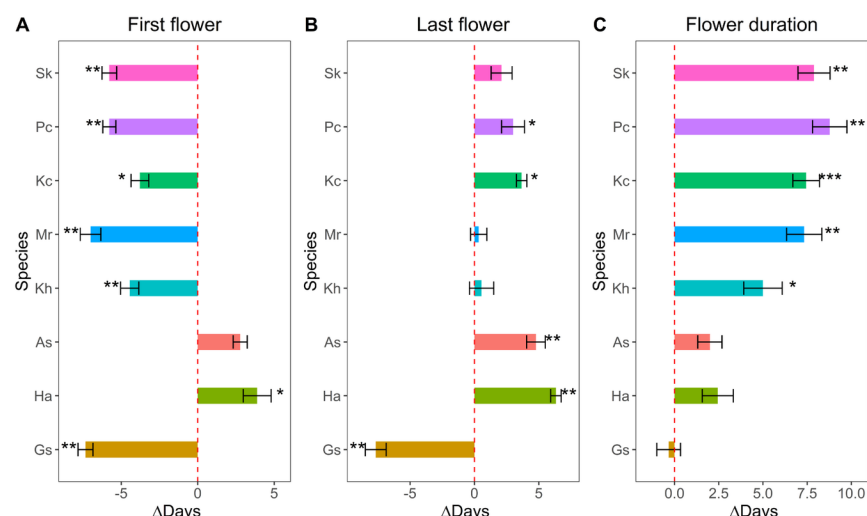 A First flower
Species
Sk **
Pc **
Kc *
Mr **
Kh **
As
Ha *
Gs **
-5 0 5
ΔDays
B Last flower
Species
Sk
Pc *
Kc *
Mr
Kh
As **
Ha **
Gs **
-5 0 5
ΔDays
C Flower duration
Species
Sk **
Pc **
Kc ***
Mr **
Kh *
As
Ha
Gs
0.0 2.5 5.0 7.5 10.0
ΔDays